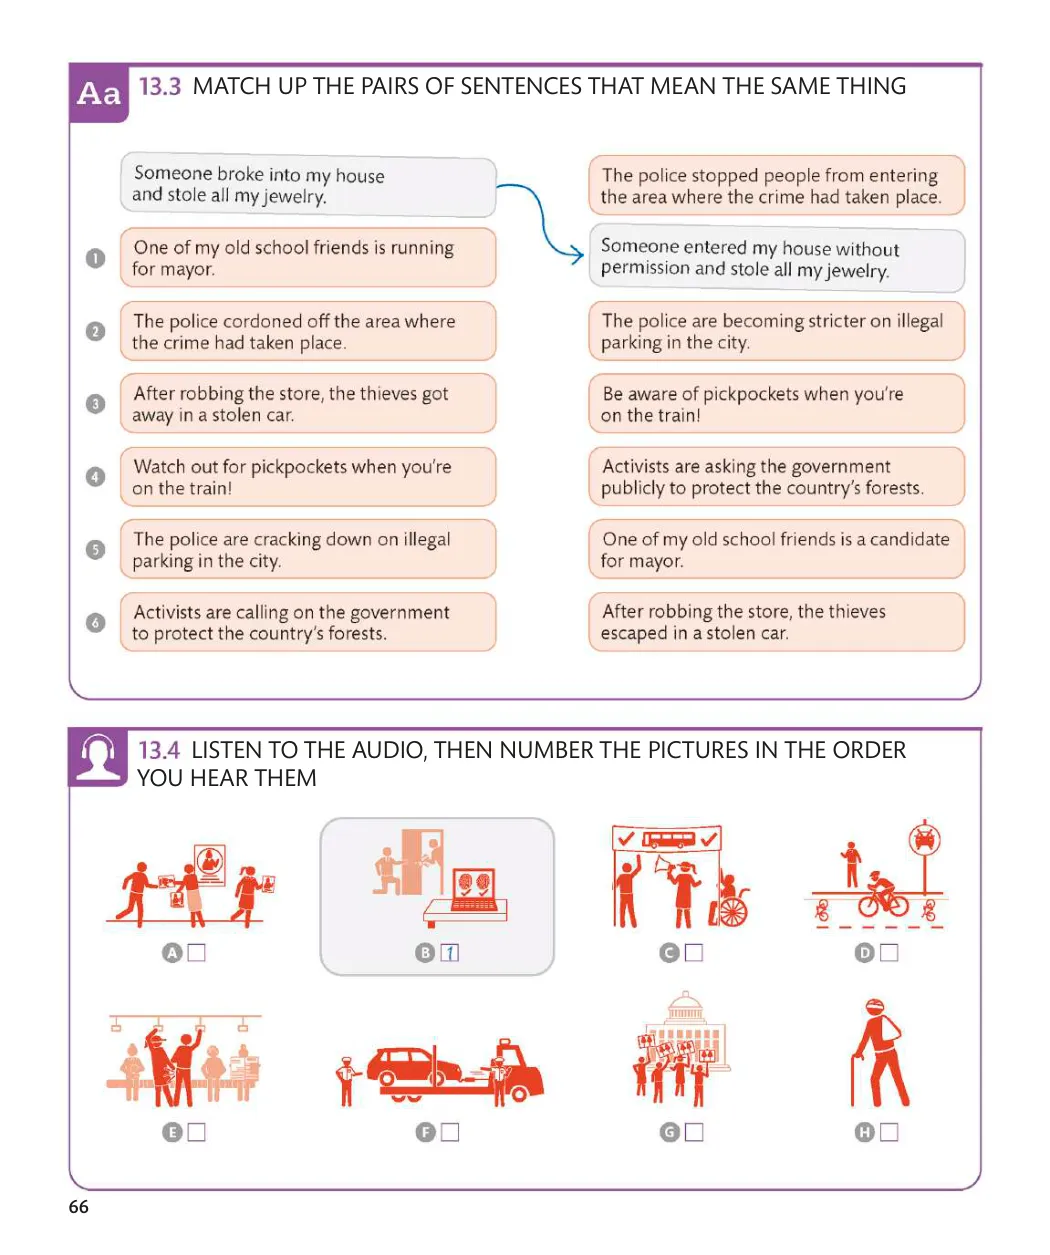 Aa 13.3 MATCH UP THE PAIRS OF SENTENCES THAT MEAN THE SAME THING
Someone broke into my house
and stole all my jewelry.
The police stopped people from entering
the area where the crime had taken place.
1 One of my old school friends is running
for mayor.
Someone entered my house without
permission and stole all my jewelry.
2 The police cordoned off the area where
the crime had taken place.
The police are becoming stricter on illegal
parking in the city.
3 After robbing the store, the thieves got
away in a stolen car.
Be aware of pickpockets when you're
on the train!
4 Watch out for pickpockets when you're
on the train!
Activists are asking the government
publicly to protect the country's forests.
5 The police are cracking down on illegal
parking in the city.
One of my old school friends is a candidate
for mayor.
6 Activists are calling on the government
to protect the country's forests.
After robbing the store, the thieves
escaped in a stolen car.
13.4 LISTEN TO THE AUDIO, THEN NUMBER THE PICTURES IN THE ORDER
YOU HEAR THEM
A B 1 C D
E F G H
66